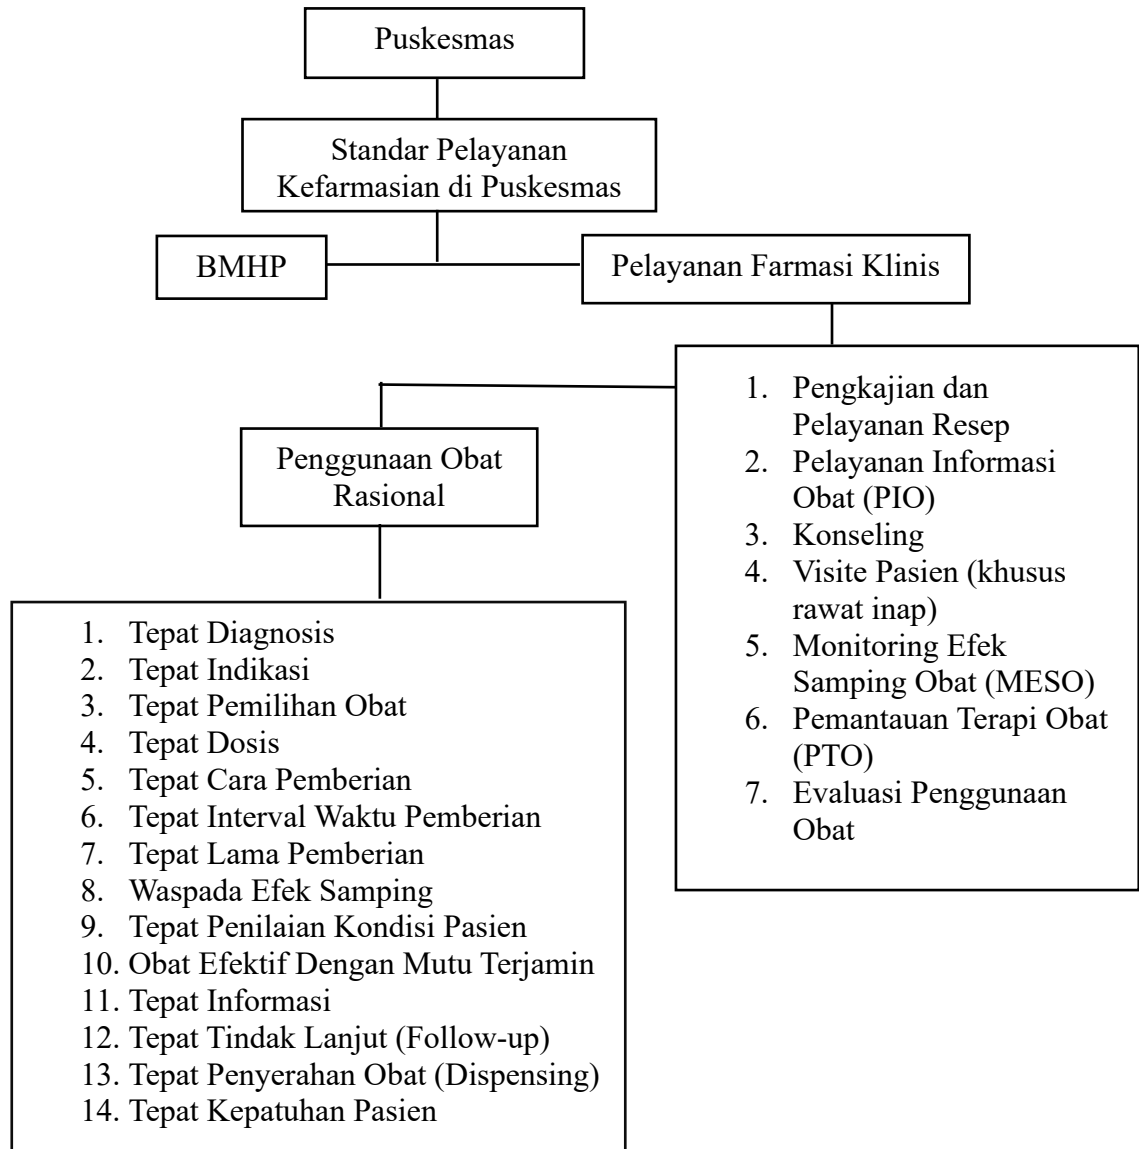 Puskesmas
Standar Pelayanan
Kefarmasian di Puskesmas
BMHP
Pelayanan Farmasi Klinis
1. Pengkajian dan
Pelayanan Resep
2. Pelayanan Informasi
Obat (PIO)
3. Konseling
4. Visite Pasien (khusus
rawat inap)
5. Monitoring Efek
Samping Obat (MESO)
6. Pemantauan Terapi Obat
(PTO)
7. Evaluasi Penggunaan
Obat
Penggunaan Obat
Rasional
1. Tepat Diagnosis
2. Tepat Indikasi
3. Tepat Pemilihan Obat
4. Tepat Dosis
5. Tepat Cara Pemberian
6. Tepat Interval Waktu Pemberian
7. Tepat Lama Pemberian
8. Waspada Efek Samping
9. Tepat Penilaian Kondisi Pasien
10. Obat Efektif Dengan Mutu Terjamin
11. Tepat Informasi
12. Tepat Tindak Lanjut (Follow-up)
13. Tepat Penyerahan Obat (Dispensing)
14. Tepat Kepatuhan Pasien